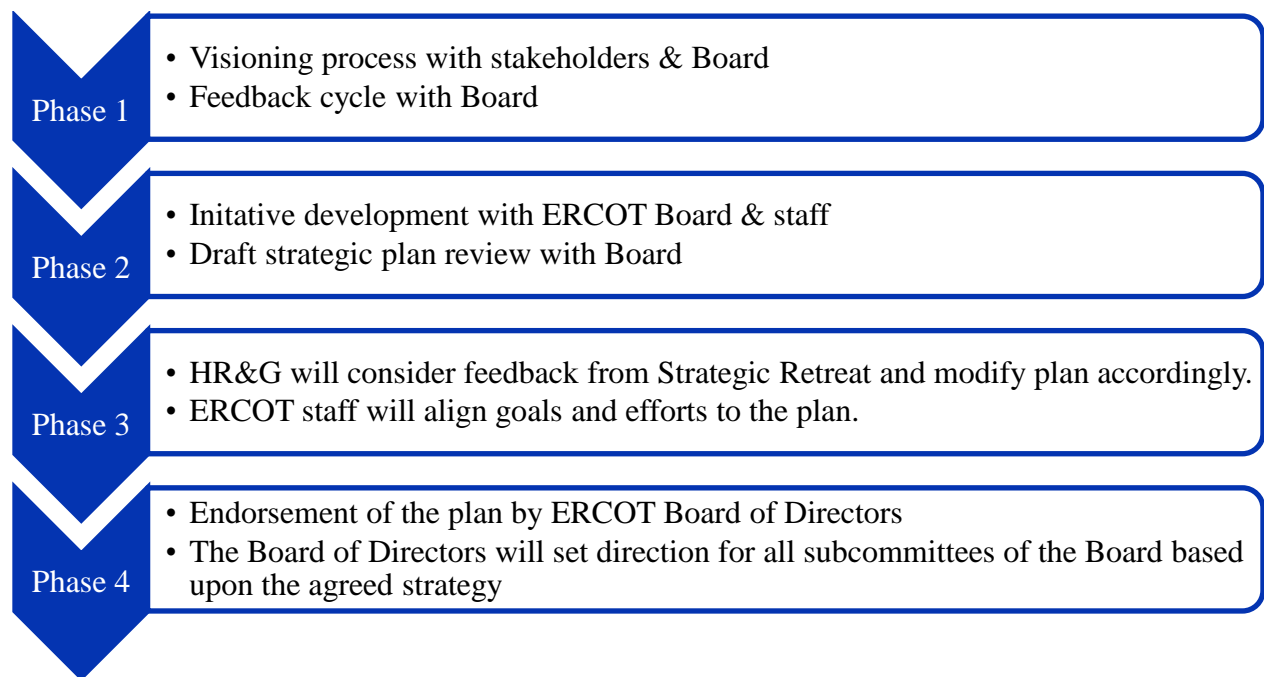 Phase 1
• Visioning process with stakeholders & Board
• Feedback cycle with Board
Phase 2
• Initative development with ERCOT Board & staff
• Draft strategic plan review with Board
Phase 3
• HR&G will consider feedback from Strategic Retreat and modify plan accordingly.
• ERCOT staff will align goals and efforts to the plan.
Phase 4
• Endorsement of the plan by ERCOT Board of Directors
• The Board of Directors will set direction for all subcommittees of the Board based
upon the agreed strategy